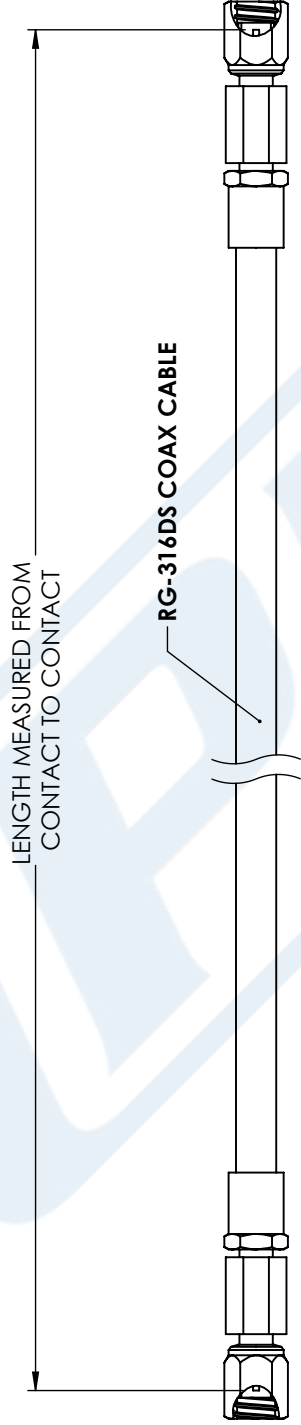 LENGTH MEASURED FROM
CONTACT TO CONTACT
RG-316DS COAX CABLE